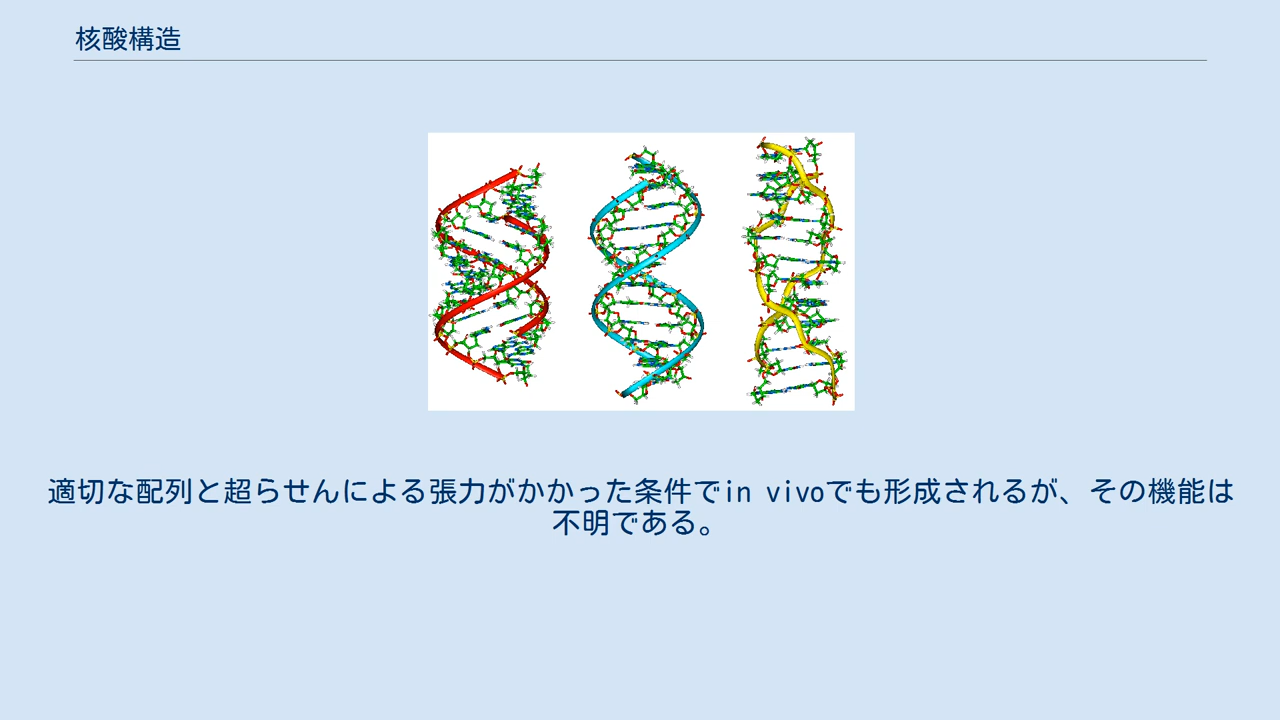 核酸構造
適切な配列と超らせんによる張力がかかった条件でin vivoでも形成されるが、その機能は
不明である。